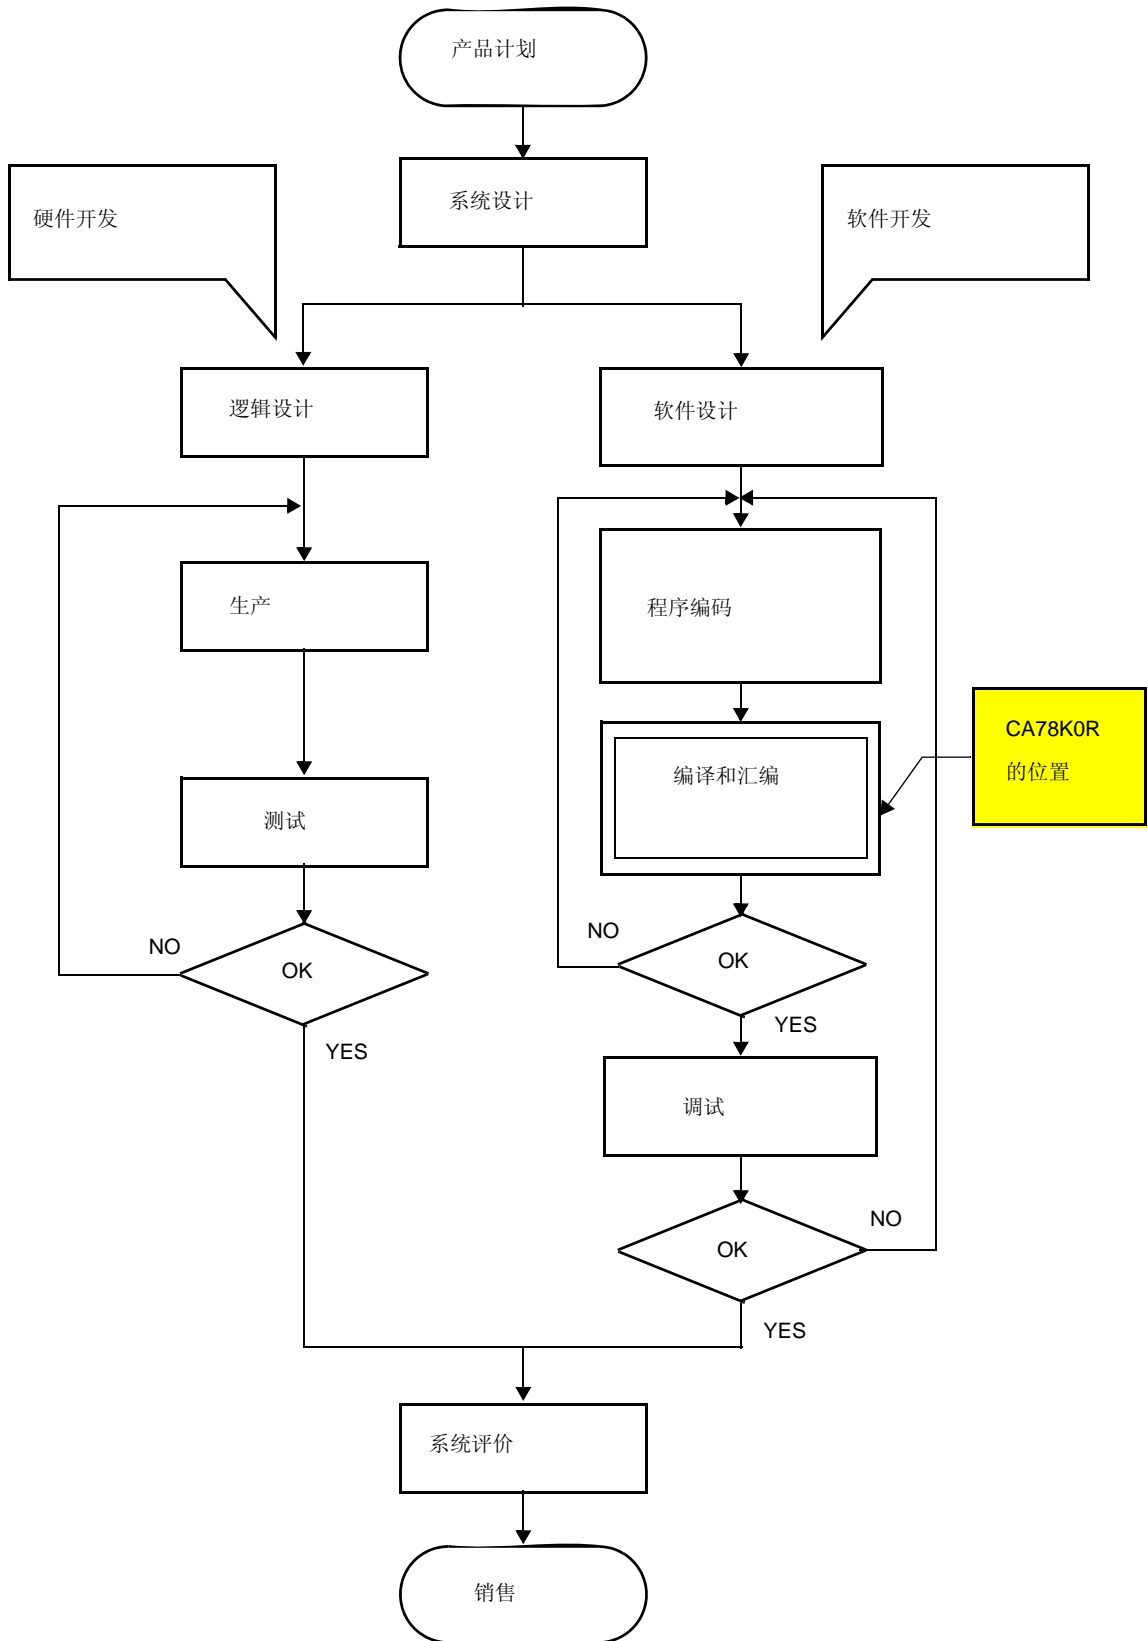 产品计划
系统设计
硬件开发
软件开发
逻辑设计
软件设计
生产
程序编码
CA78K0R
的位置
编译和汇编
测试
NO
OK
YES
NO
OK
YES
调试
OK
NO
YES
系统评价
销售